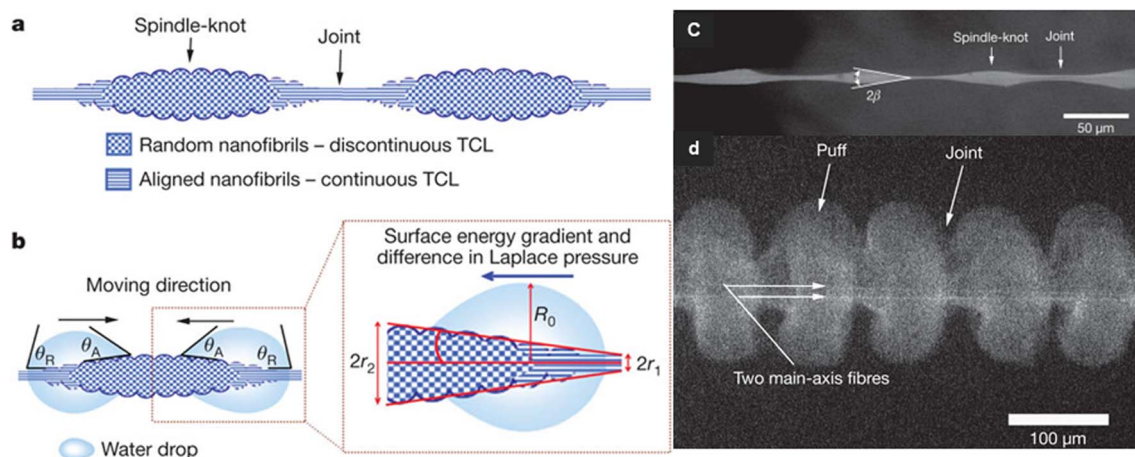 a
Spindle-knot
Joint
Random nanofibrils – discontinuous TCL
Aligned nanofibrils – continuous TCL
b
Moving direction
θR
θA
θA
θR
Water drop
Surface energy gradient and
difference in Laplace pressure
R0
2r2
2r1
C
Spindle-knot
Joint
2β
50 µm
d
Puff
Joint
Two main-axis fibres
100 µm